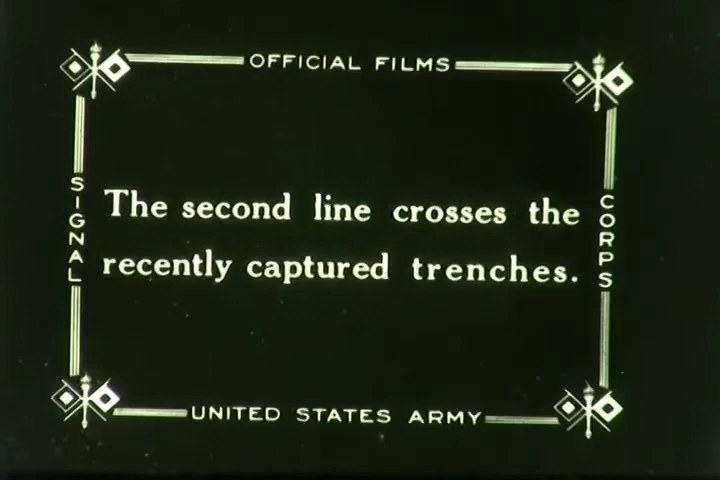 OFFICIAL FILMS
SIGNAL
The second line crosses the
recently captured trenches.
CORPS
UNITED STATES ARMY